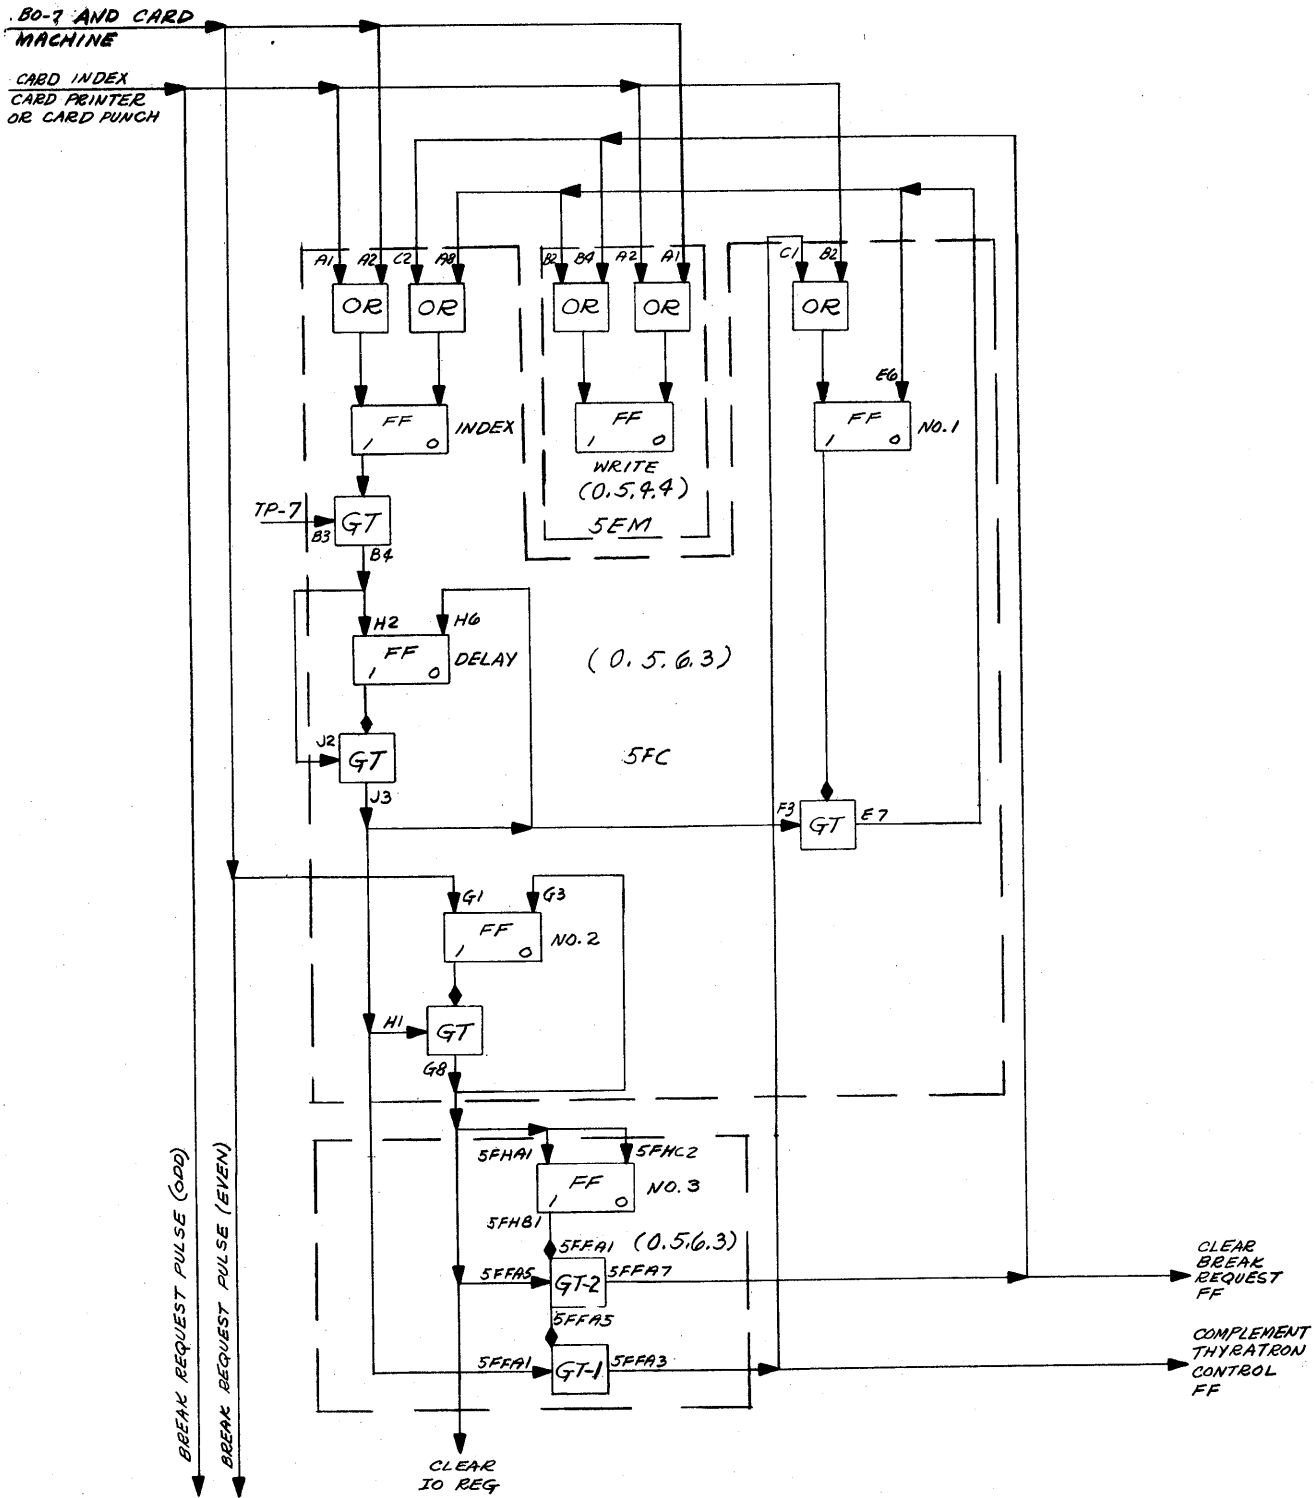 .BO-7 AND CARD
MACHINE
CARD INDEX
CARD PRINTER
OR CARD PUNCH
A1
A2
C2
A8
B2
B4
A2
A1
C1
B2
OR
OR
OR
OR
OR
E6
FF
1 0
INDEX
FF
1 0
WRITE
(0.5.4.4)
5EM
FF
1 0
NO.1
TP-7
B3
GT
B4
H2
H6
FF
1 0
DELAY
(0.5.6.3)
J2
GT
J3
5FC
F3
GT
E7
G1
G3
FF
1 0
NO.2
H1
GT
G8
5FHA1
5FHC2
FF
1 0
NO.3
5FHB1
5FFA1
(0.5.6.3)
5FFA5
GT-2
5FFA7
5FFA5
5FFA1
GT-1
5FFA3
BREAK REQUEST PULSE (ODD)
BREAK REQUEST PULSE (EVEN)
CLEAR
BREAK
REQUEST
FF
COMPLEMENT
THYRATRON
CONTROL
FF
CLEAR
IO REG